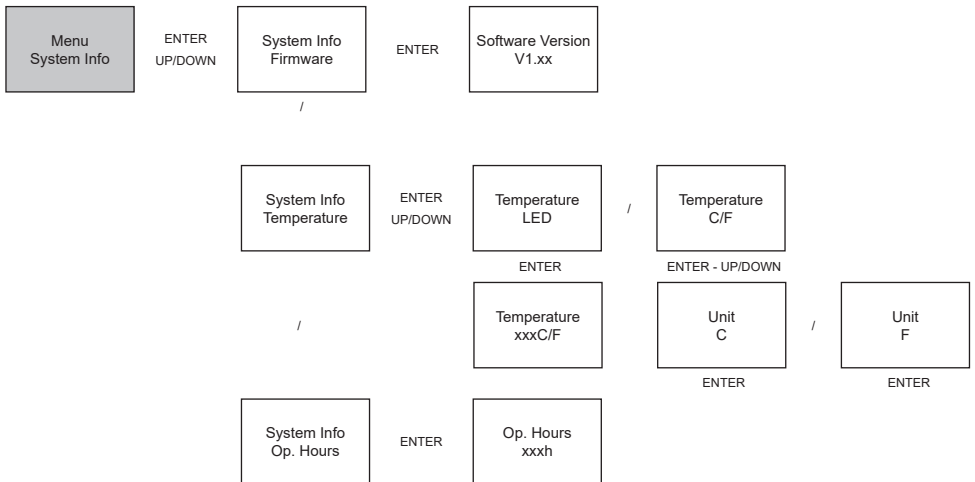 Menu
System Info
ENTER
UP/DOWN
System Info
Firmware
ENTER
Software Version
V1.xx
/
System Info
Temperature
ENTER
UP/DOWN
Temperature
LED
/
Temperature
C/F
ENTER
ENTER - UP/DOWN
/
Temperature
xxxC/F
Unit
C
/
Unit
F
ENTER
ENTER
System Info
Op. Hours
ENTER
Op. Hours
xxxh